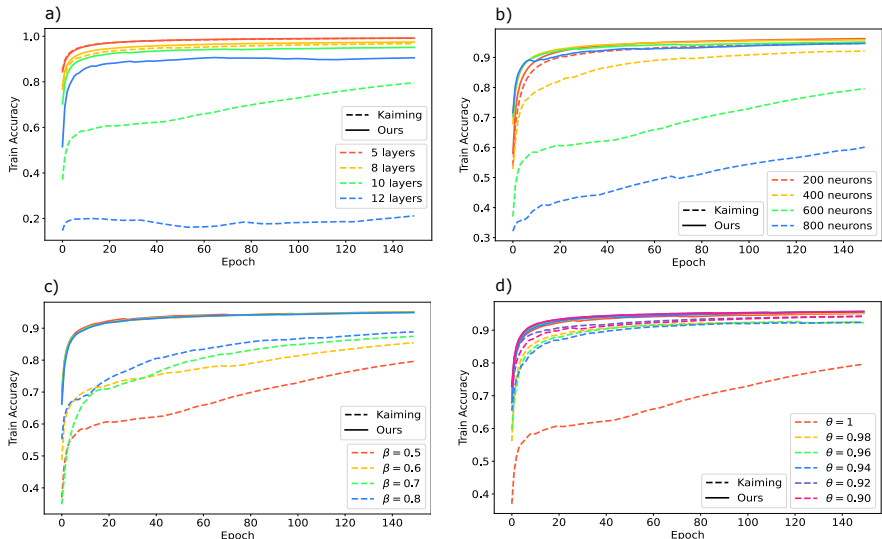 a)
Train Accuracy
1.0
0.8
0.6
0.4
0.2
0
20
40
60
80
100
120
140
Epoch
Kaiming
Ours
5 layers
8 layers
10 layers
12 layers
b)
Train Accuracy
0.9
0.8
0.7
0.6
0.5
0.4
0.3
0
20
40
60
80
100
120
140
Epoch
Kaiming
Ours
200 neurons
400 neurons
600 neurons
800 neurons
c)
Train Accuracy
0.9
0.8
0.7
0.6
0.5
0.4
0
20
40
60
80
100
120
140
Epoch
Kaiming
Ours
β = 0.5
β = 0.6
β = 0.7
β = 0.8
d)
Train Accuracy
0.9
0.8
0.7
0.6
0.5
0.4
0
20
40
60
80
100
120
140
Epoch
Kaiming
Ours
θ = 1
θ = 0.98
θ = 0.96
θ = 0.94
θ = 0.92
θ = 0.90